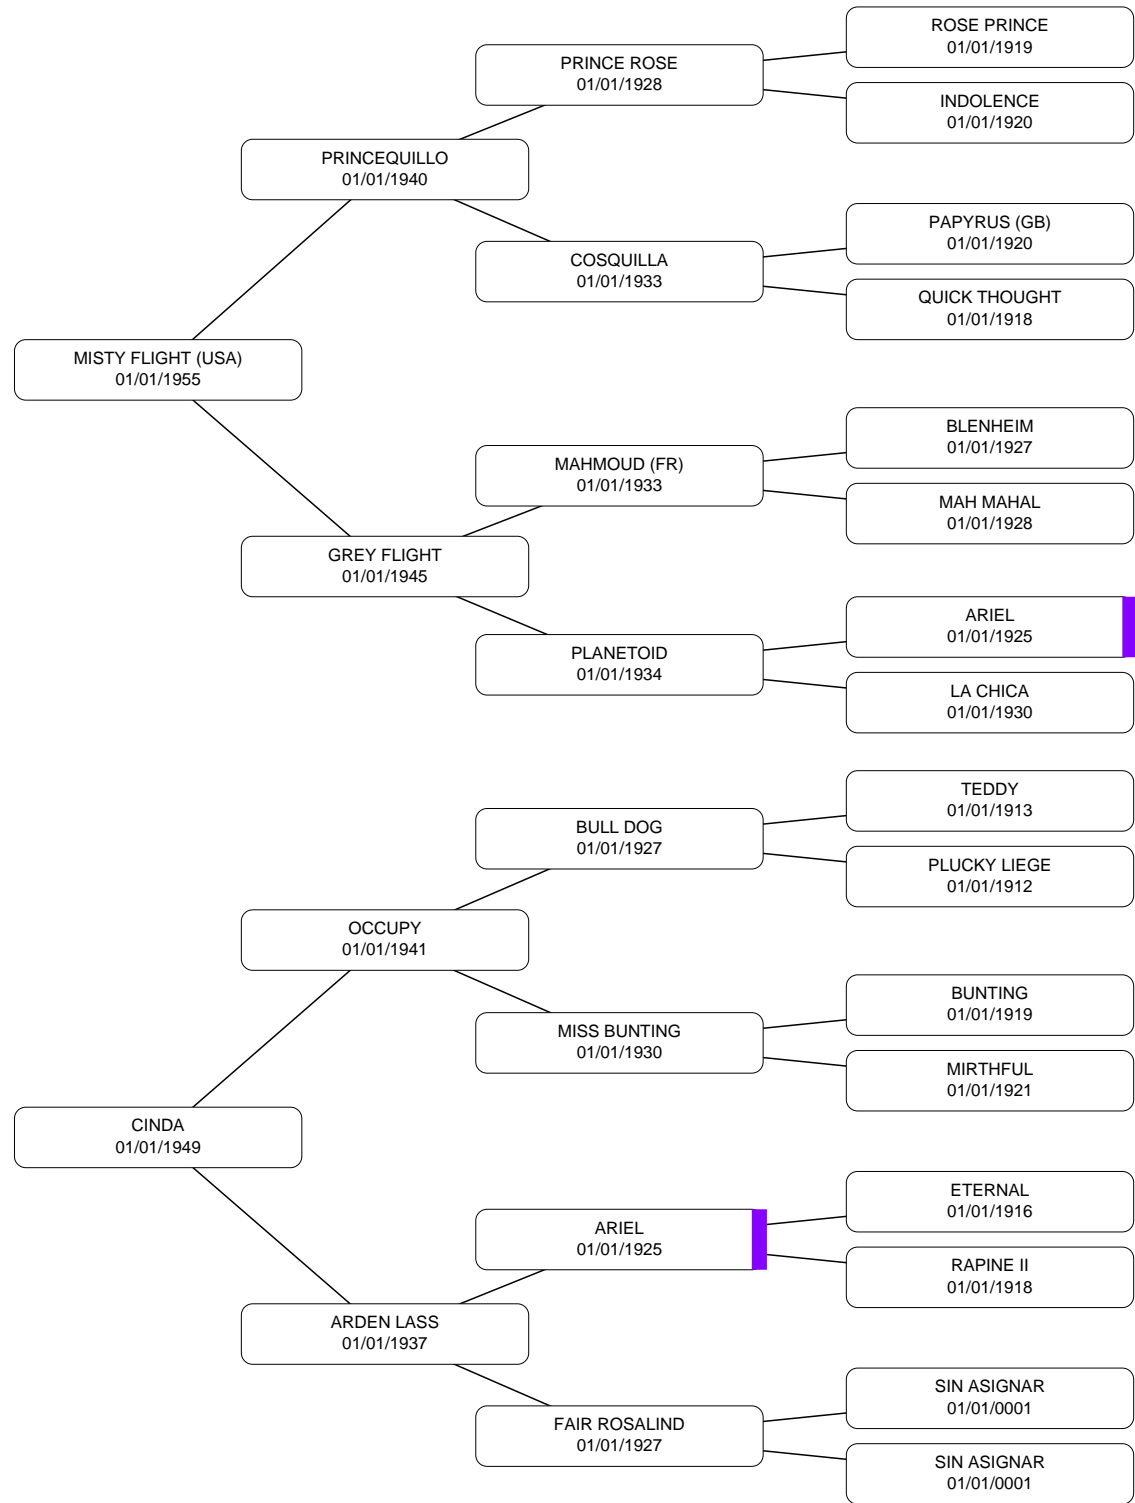 ROSE PRINCE
01/01/1919
PRINCE ROSE
01/01/1928
INDOLENCE
01/01/1920
PRINCEQUILLO
01/01/1940
PAPYRUS (GB)
01/01/1920
COSQUILLA
01/01/1933
QUICK THOUGHT
01/01/1918
MISTY FLIGHT (USA)
01/01/1955
BLENHEIM
01/01/1927
MAHMOUD (FR)
01/01/1933
MAH MAHAL
01/01/1928
GREY FLIGHT
01/01/1945
ARIEL
01/01/1925
PLANETOID
01/01/1934
LA CHICA
01/01/1930
TEDDY
01/01/1913
BULL DOG
01/01/1927
PLUCKY LIEGE
01/01/1912
OCCUPY
01/01/1941
BUNTING
01/01/1919
MISS BUNTING
01/01/1930
MIRTHFUL
01/01/1921
CINDA
01/01/1949
ETERNAL
01/01/1916
ARIEL
01/01/1925
RAPINE II
01/01/1918
ARDEN LASS
01/01/1937
SIN ASIGNAR
01/01/0001
FAIR ROSALIND
01/01/1927
SIN ASIGNAR
01/01/0001